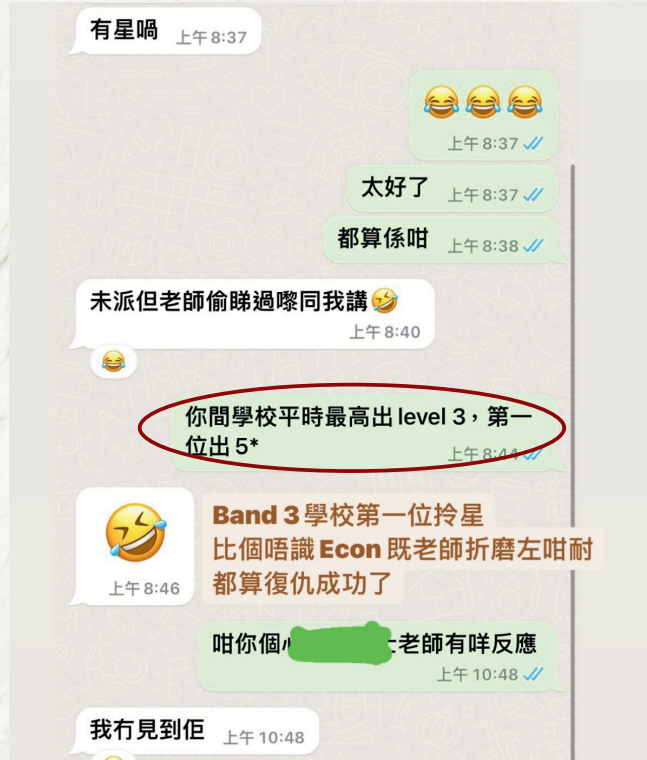 有星喎 上午8:37
上午8:37
太好了 上午8:37
都算係咁 上午8:38
未派但老師偷睇過嚟同我講
上午8:40
你間學校平時最高出 level 3，第一
位出 5* 上午8:44
Band 3 學校第一位拎星
比個唔識 Econ 既老師折磨左咁耐
都算復仇成功了
上午8:46
咁你個 老師有咩反應
上午10:48
我冇見到佢 上午10:48